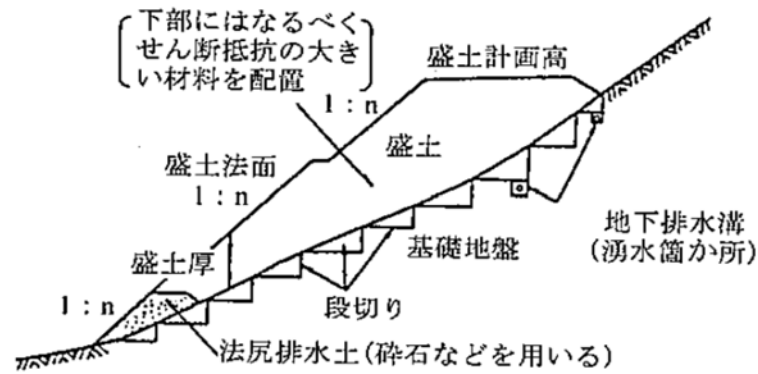 下部にはなるべく
せん断抵抗の大き
い材料を配置
盛土計画高
1:n
盛土
盛土法面
1:n
地下排水溝
(湧水箇か所)
基礎地盤
盛土厚
段切り
1:n
法尻排水土(砕石などを用いる)